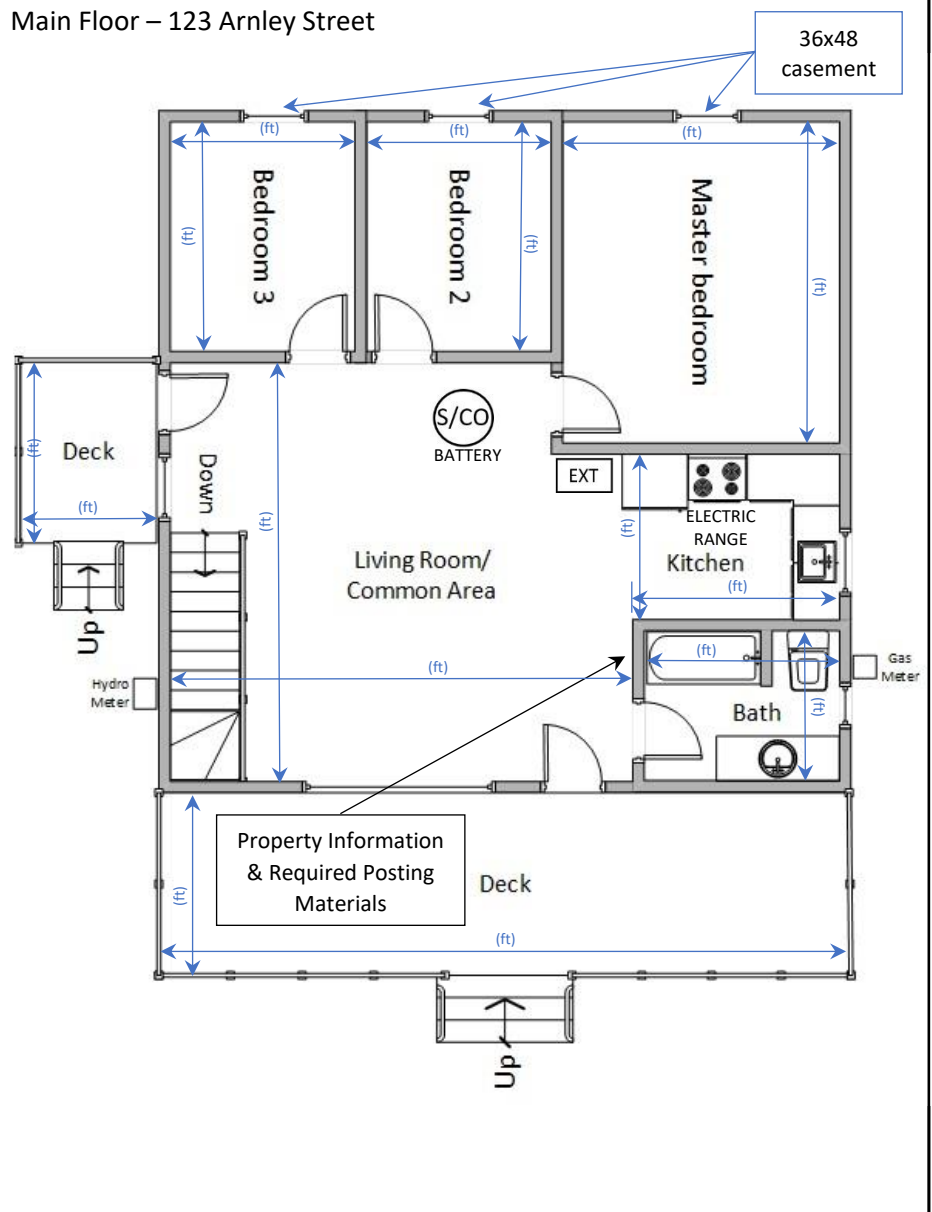 Main Floor – 123 Arnley Street
36x48
casement
(ft)
(ft)
(ft)
Bedroom 3
Bedroom 2
Master bedroom
(ft)
(ft)
(ft)
S/CO
BATTERY
Deck
(ft)
(ft)
Down
EXT
ELECTRIC
RANGE
Kitchen
(ft)
(ft)
(ft)
Living Room/
Common Area
Up
(ft)
Hydro
Meter
(ft)
Bath
(ft)
Gas
Meter
Property Information
& Required Posting
Materials
Deck
(ft)
(ft)
Up